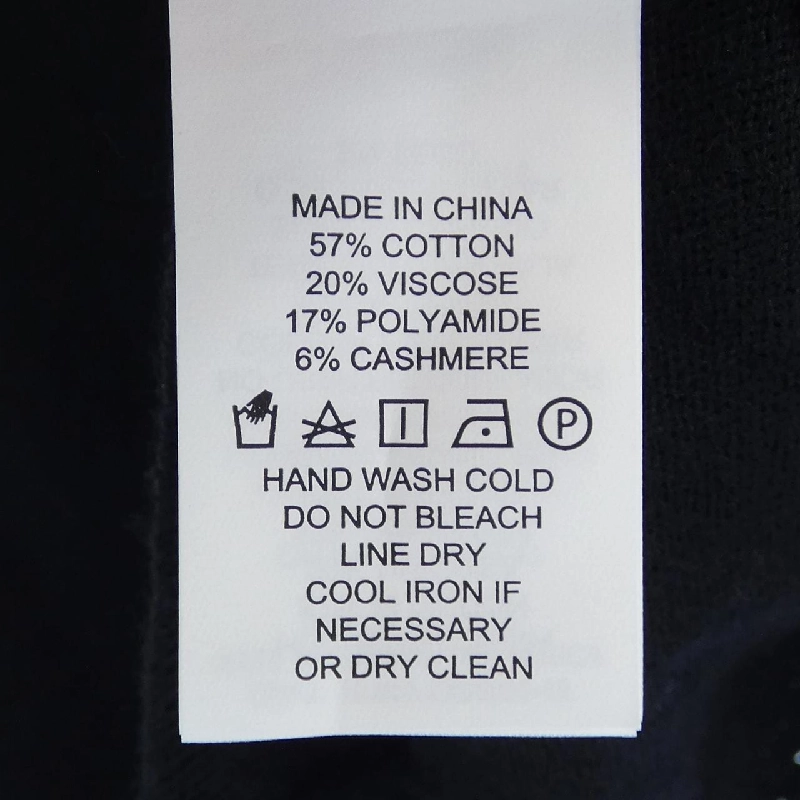 MADE IN CHINA
57% COTTON
20% VISCOSE
17% POLYAMIDE
6% CASHMERE
P
HAND WASH COLD
DO NOT BLEACH
LINE DRY
COOL IRON IF
NECESSARY
OR DRY CLEAN